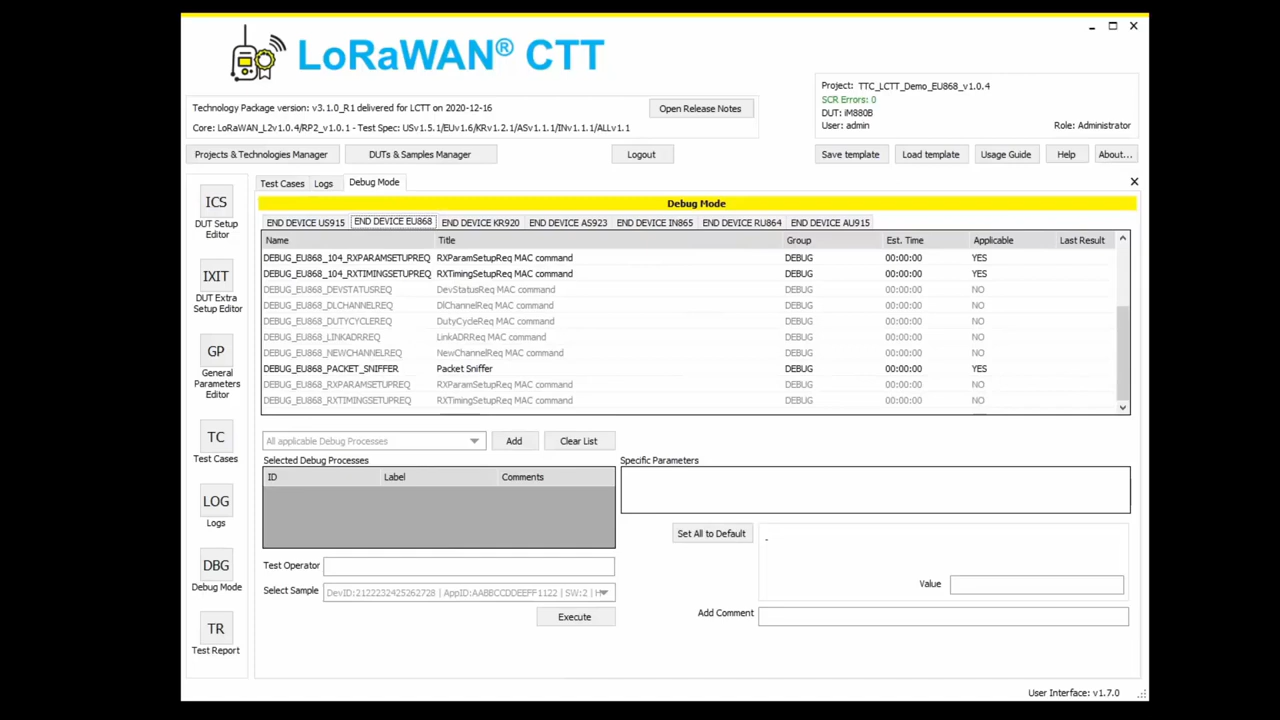 LoRaWAN® CTT
Technology Package version: v3.1.0_R1 delivered for LCTT on 2020-12-16
Open Release Notes
Core: LoRaWAN_L2v1.0.4/RP2_v1.0.1 - Test Spec: USv1.5.1/EUv1.6/KRv1.2.1/ASv1.1.1/INv1.1.1/ALLv1.1
Project: TTC_LCTT_Demo_EU868_v1.0.4
SCR Errors: 0
DUT: iM880B
User: admin
Role: Administrator
Projects & Technologies Manager
DUTs & Samples Manager
Logout
Save template
Load template
Usage Guide
Help
About...
ICS
DUT Setup
Editor
IXIT
DUT Extra
Setup Editor
GP
General
Parameters
Editor
TC
Test Cases
LOG
Logs
DBG
Debug Mode
TR
Test Report
Test Cases
Logs
Debug Mode
Debug Mode
END DEVICE US915
END DEVICE EU868
END DEVICE KR920
END DEVICE AS923
END DEVICE IN865
END DEVICE RU864
END DEVICE AU915
Name Title Group Est. Time Applicable Last Result
DEBUG_EU868_104_RXPARAMSETUPREQ RXParamSetupReq MAC command DEBUG 00:00:00 YES
DEBUG_EU868_104_RXTIMINGSETUPREQ RXTimingSetupReq MAC command DEBUG 00:00:00 YES
DEBUG_EU868_DEVSTATUSREQ DevStatusReq MAC command DEBUG 00:00:00 NO
DEBUG_EU868_DLCHANNELREQ DlChannelReq MAC command DEBUG 00:00:00 NO
DEBUG_EU868_DUTYCYCLEREQ DutyCycleReq MAC command DEBUG 00:00:00 NO
DEBUG_EU868_LINKADRREQ LinkADRReq MAC command DEBUG 00:00:00 NO
DEBUG_EU868_NEWCHANNELREQ NewChannelReq MAC command DEBUG 00:00:00 NO
DEBUG_EU868_PACKET_SNIFFER Packet Sniffer DEBUG 00:00:00 YES
DEBUG_EU868_RXPARAMSETUPREQ RXParamSetupReq MAC command DEBUG 00:00:00 NO
DEBUG_EU868_RXTIMINGSETUPREQ RXTimingSetupReq MAC command DEBUG 00:00:00 NO
All applicable Debug Processes
Add
Clear List
Selected Debug Processes
ID Label Comments
Specific Parameters
Set All to Default
-
Value
Add Comment
Test Operator
Select Sample
DevID:2122232425262728 | AppID:AABBCCDDEEFF1122 | SW:2 |
Execute
User Interface: v1.7.0